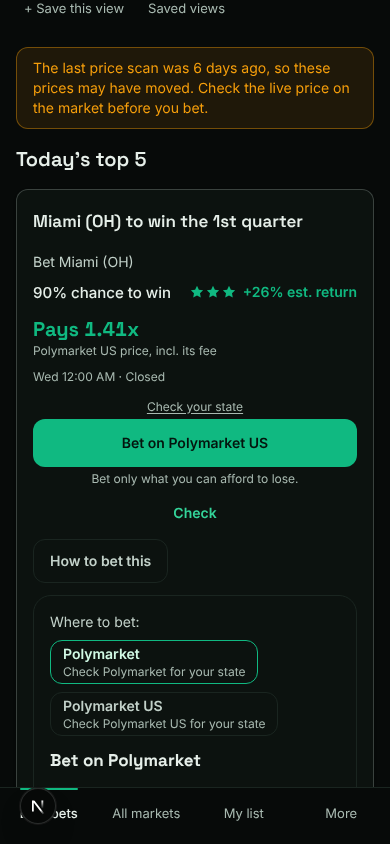 + Save this view
Saved views
The last price scan was 6 days ago, so these
prices may have moved. Check the live price on
the market before you bet.
Today's top 5
Miami (OH) to win the 1st quarter
Bet Miami (OH)
90% chance to win
★★★ +26% est. return
Pays 1.41x
Polymarket US price, incl. its fee
Wed 12:00 AM · Closed
Check your state
Bet on Polymarket US
Bet only what you can afford to lose.
Check
How to bet this
Where to bet:
Polymarket
Check Polymarket for your state
Polymarket US
Check Polymarket US for your state
Bet on Polymarket
N
bets
All markets
My list
More